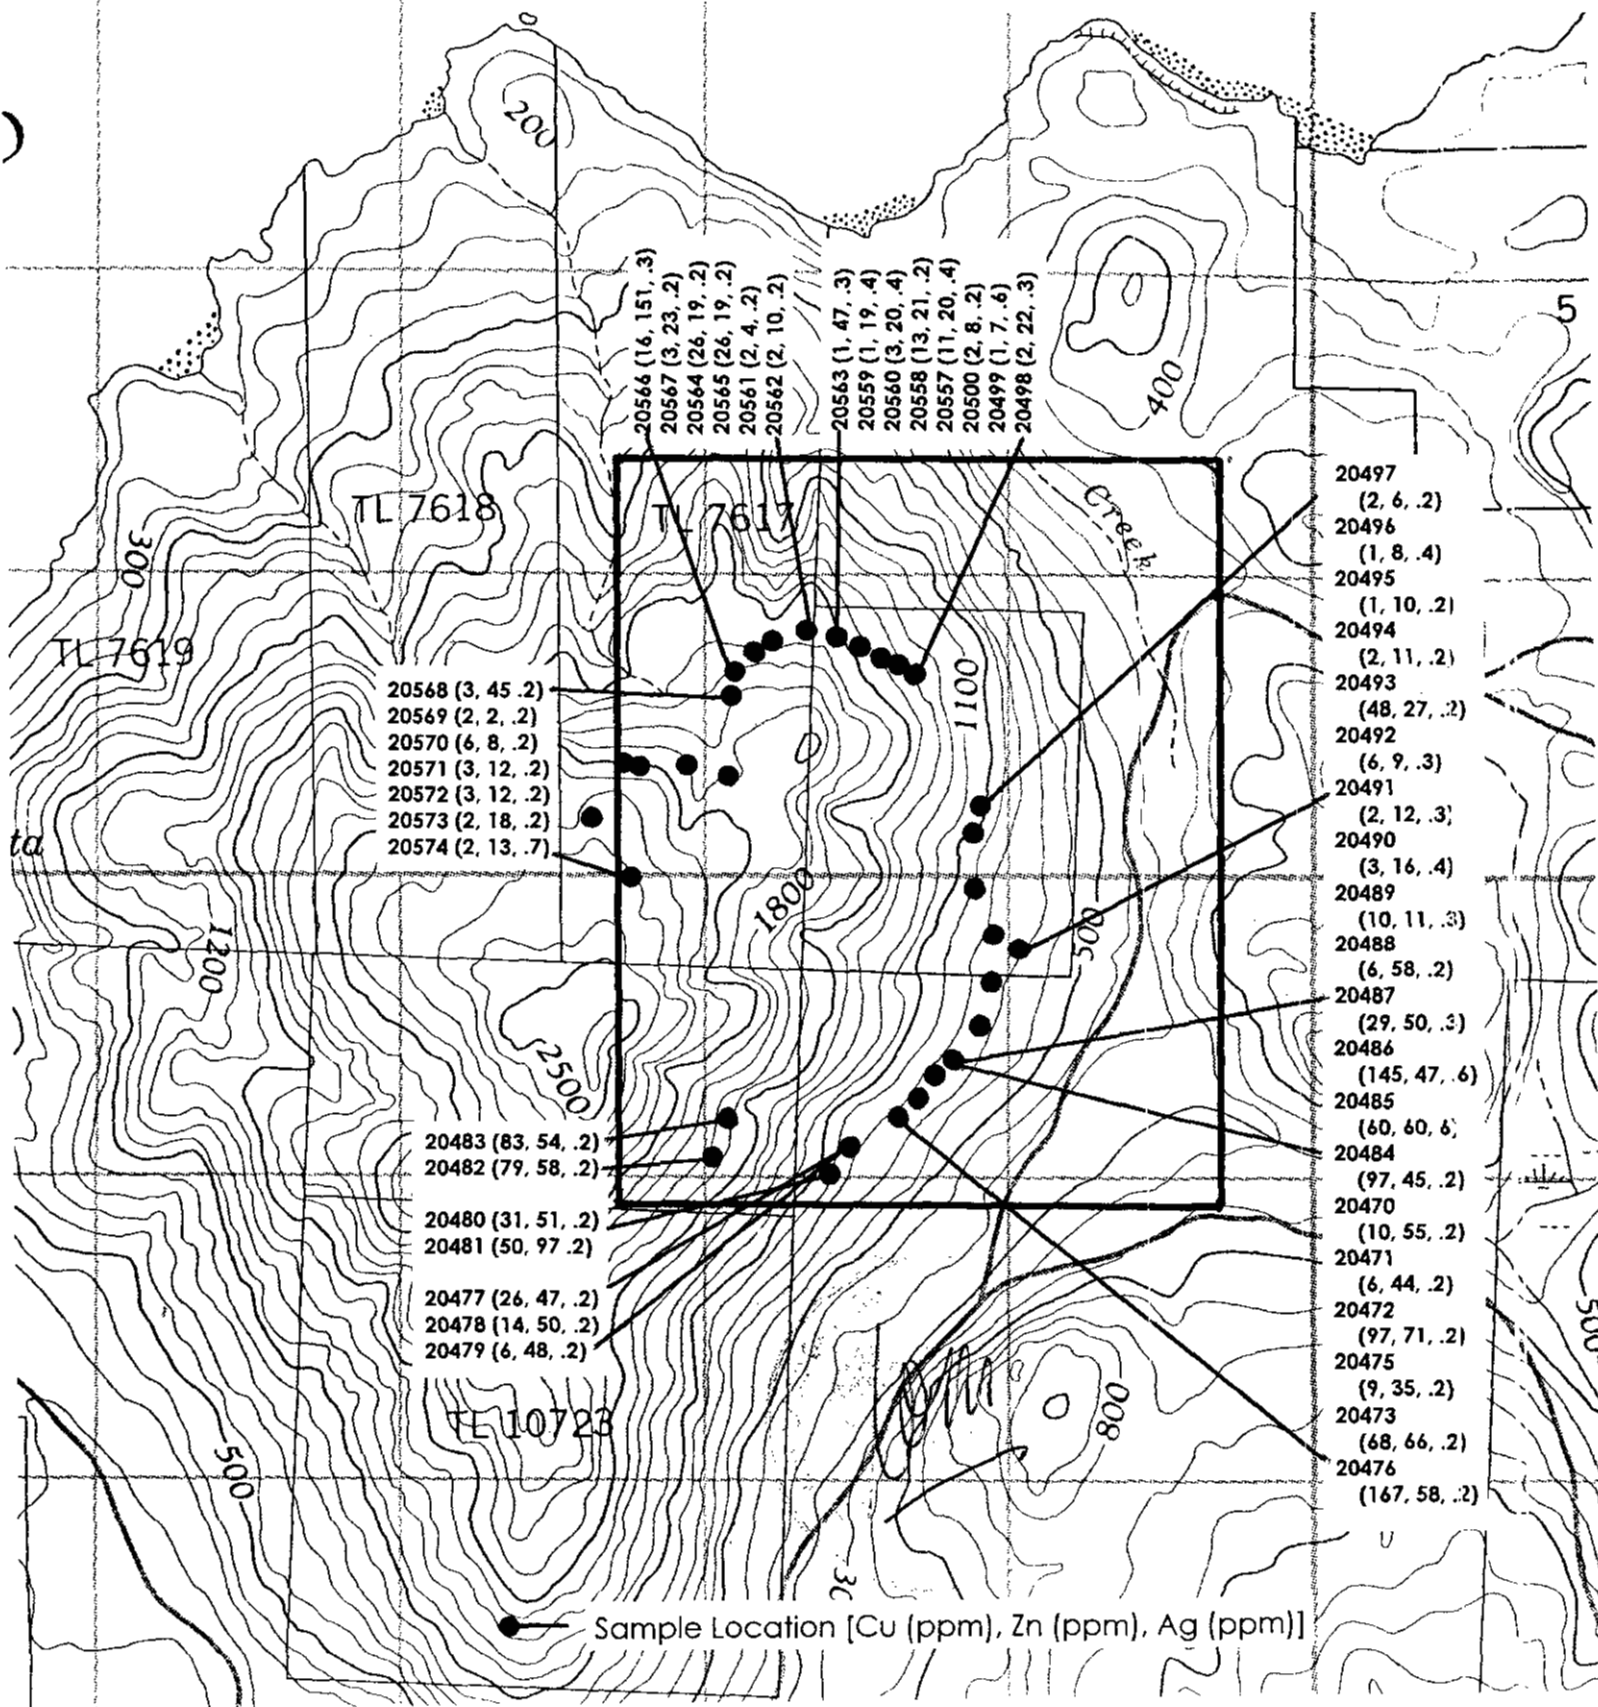 )
200
20566 (16, 151, .3)
20567 (3, 23, .2)
20564 (26, 19, .2)
20565 (26, 19, .2)
20561 (2, 4, .2)
20562 (2, 10, .2)
20563 (1, 47, .3)
20559 (1, 19, .4)
20560 (3, 20, .4)
20558 (13, 21, .2)
20557 (11, 20, .4)
20500 (2, 8, .2)
20499 (1, 7, .6)
20498 (2, 22, .3)
400
5
TL 7618
TL 7617
Creek
300
TL 7619
1100
ta
1800
500
1200
2500
20568 (3, 45 .2)
20569 (2, 2, .2)
20570 (6, 8, .2)
20571 (3, 12, .2)
20572 (3, 12, .2)
20573 (2, 18, .2)
20574 (2, 13, .7)
20497
(2, 6, .2)
20496
(1, 8, .4)
20495
(1, 10, .2)
20494
(2, 11, .2)
20493
(48, 27, .2)
20492
(6, 9, .3)
20491
(2, 12, .3)
20490
(3, 16, .4)
20489
(10, 11, .3)
20488
(6, 58, .2)
20487
(29, 50, .3)
20486
(145, 47, .6)
20485
(60, 60, 6)
20484
(97, 45, .2)
20470
(10, 55, .2)
20471
(6, 44, .2)
20472
(97, 71, .2)
20475
(9, 35, .2)
20473
(68, 66, .2)
20476
(167, 58, .2)
20483 (83, 54, .2)
20482 (79, 58, .2)
20480 (31, 51, .2)
20481 (50, 97 .2)
20477 (26, 47, .2)
20478 (14, 50, .2)
20479 (6, 48, .2)
500
TL 10723
800
500
Sample Location [Cu (ppm), Zn (ppm), Ag (ppm)]